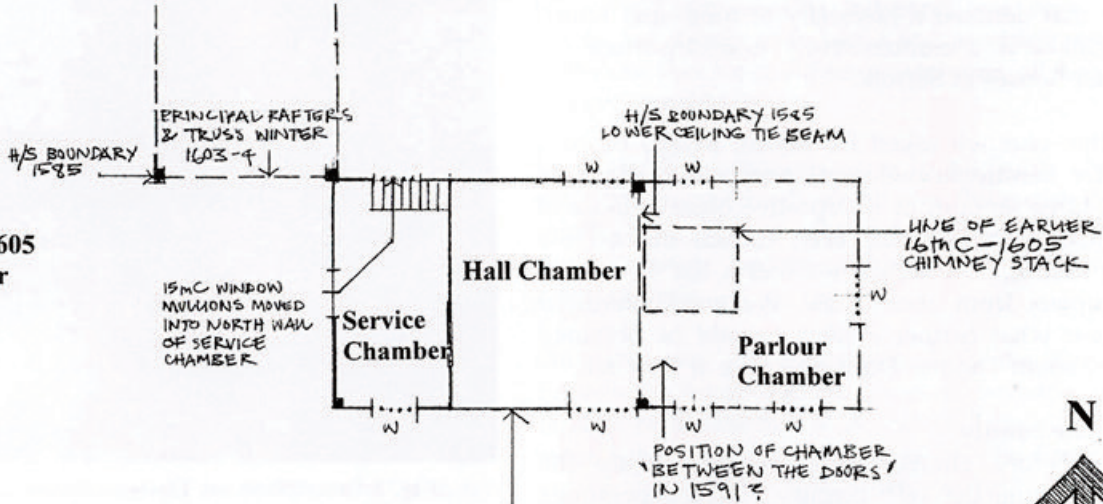 PRINCIPAL RAFTERS
& TRUSS WINTER
1603-4
H/S BOUNDARY
1585
H/S BOUNDARY 1585
LOWER CEILING TIE BEAM
W
W
605
r
LINE OF EARLIER
16thC-1605
CHIMNEY STACK
Hall Chamber
15mC WINDOW
MULLIONS MOVED
INTO NORTH WALL
OF SERVICE
CHAMBER
Service
Chamber
W
Parlour
Chamber
W
W
W
W
POSITION OF CHAMBER
'BETWEEN THE DOORS'
IN 1591?
N